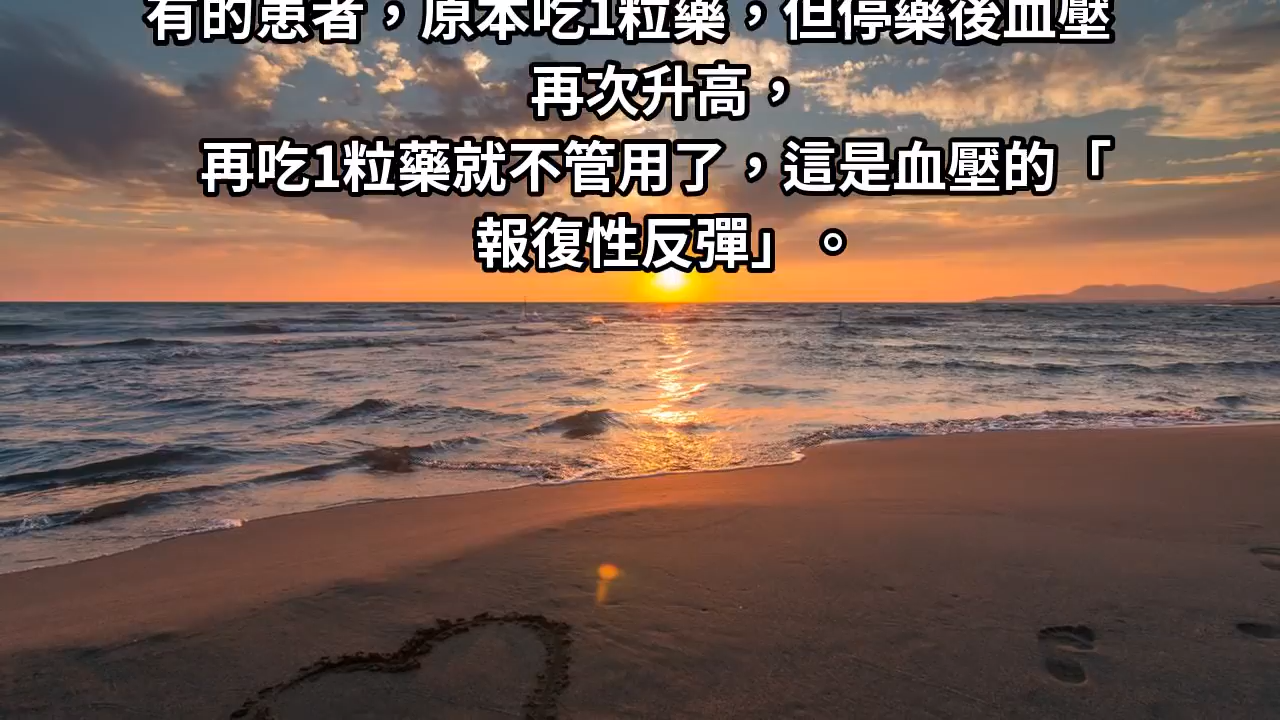 有的患者，原本吃1粒藥，但停藥後血壓
再次升高，
再吃1粒藥就不管用了，這是血壓的「
報復性反彈」。